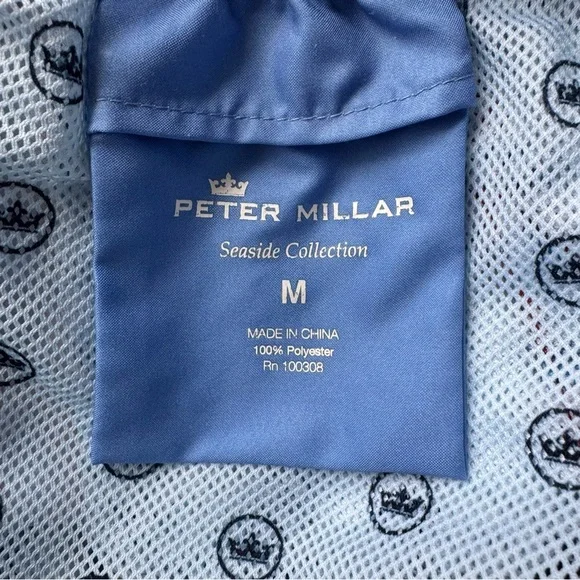 PETER MILLAR
Seaside Collection
M
MADE IN CHINA
100% Polyester
Rn 100308